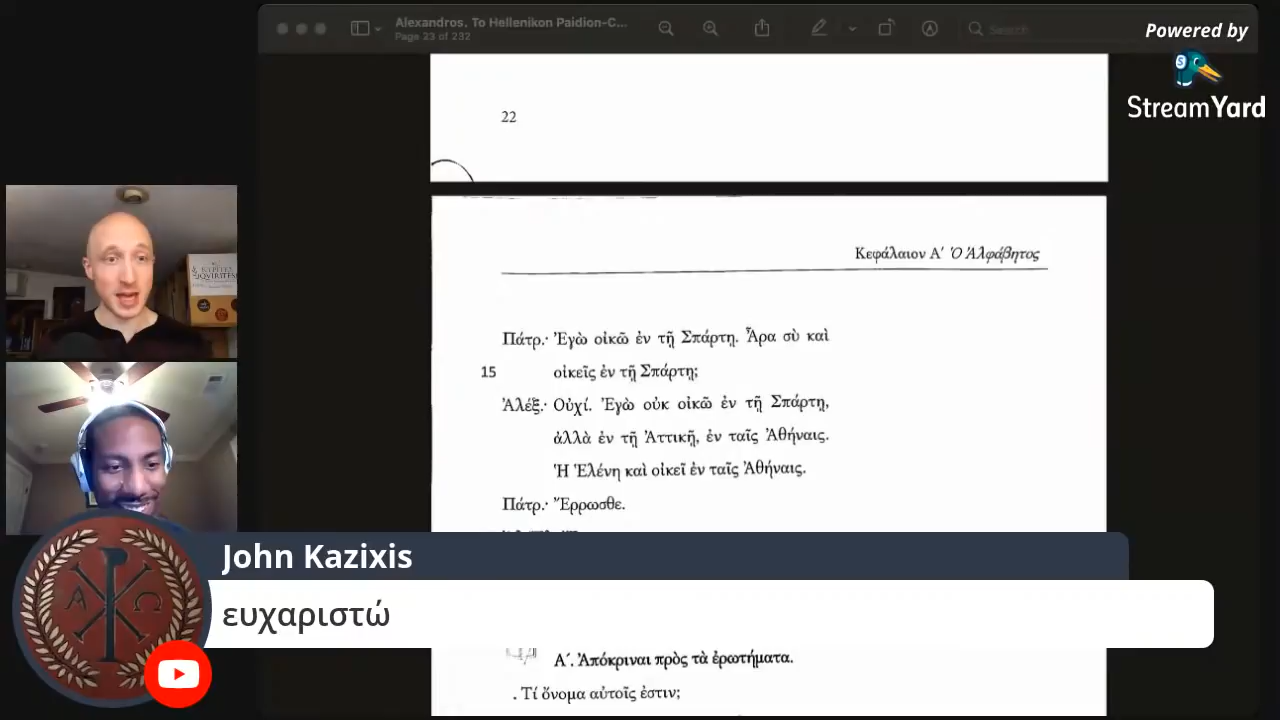 Alexandros, To Hellenikon Paidion-C...
Page 33 of 232
Search
Powered by
S
StreamYard
22
Κεφάλαιον Α′ Ὁ Ἀλφάβητος
Πάτρ.· Ἐγὼ οἰκῶ ἐν τῇ Σπάρτῃ. Ἆρα σὺ καὶ
15 οἰκεῖς ἐν τῇ Σπάρτῃ;
Ἀλέξ.· Οὐχί. Ἐγὼ οὐκ οἰκῶ ἐν τῇ Σπάρτῃ,
ἀλλὰ ἐν τῇ Ἀττικῇ, ἐν ταῖς Ἀθήναις.
Ἡ Ἑλένη καὶ οἰκεῖ ἐν ταῖς Ἀθήναις.
Πάτρ.· Ἔρρωσθε.
John Kazixis
ευχαριστώ
Α Ω
Α΄. Ἀπόκριναι πρὸς τὰ ἐρωτήματα.
. Τί ὄνομα αὐτοῖς ἐστιν;